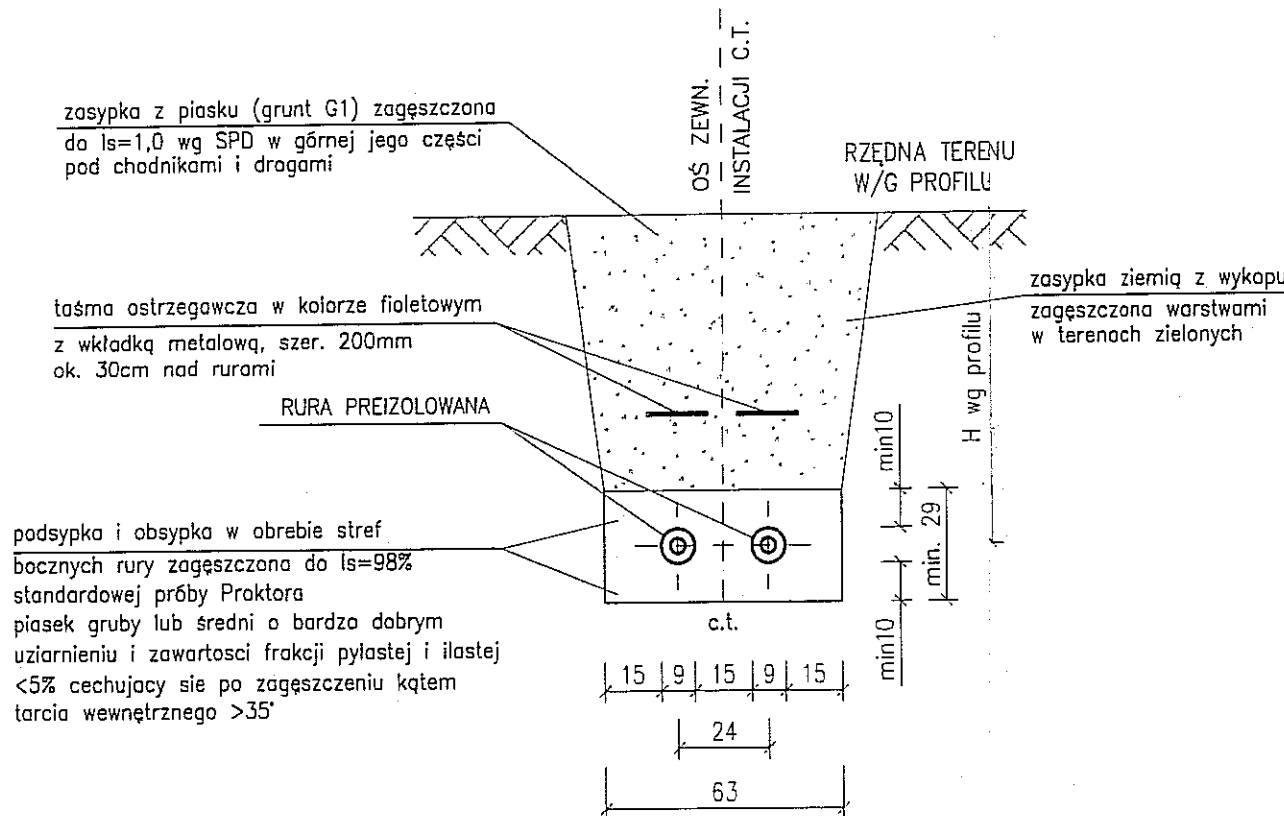 OŚ ZEWN.
INSTALACJI C.T.
zasypka z piasku (grunt G1) zagęszczona
do Is=1,0 wg SPD w górnej jego części
pod chodnikami i drogami
RZĘDNA TERENU
W/G PROFILU
taśma ostrzegawcza w kolorze fioletowym
z wkładką metalową, szer. 200mm
ok. 30cm nad rurami
zasypka ziemią z wykopu
zagęszczona warstwami
w terenach zielonych
RURA PREIZOLOWANA
H wg profilu
min10
min. 29
min10
podsypka i obsypka w obrebie stref
bocznych rury zagęszczona do Is=98%
standardowej próby Proktora
piasek gruby lub średni o bardzo dobrym
uziarnieniu i zawartosci frakcji pylastej i ilastej
<5% cechujacy sie po zagęszczeniu kątem
tarcia wewnętrznego >35°
c.t.
15 9 15 9 15
24
63